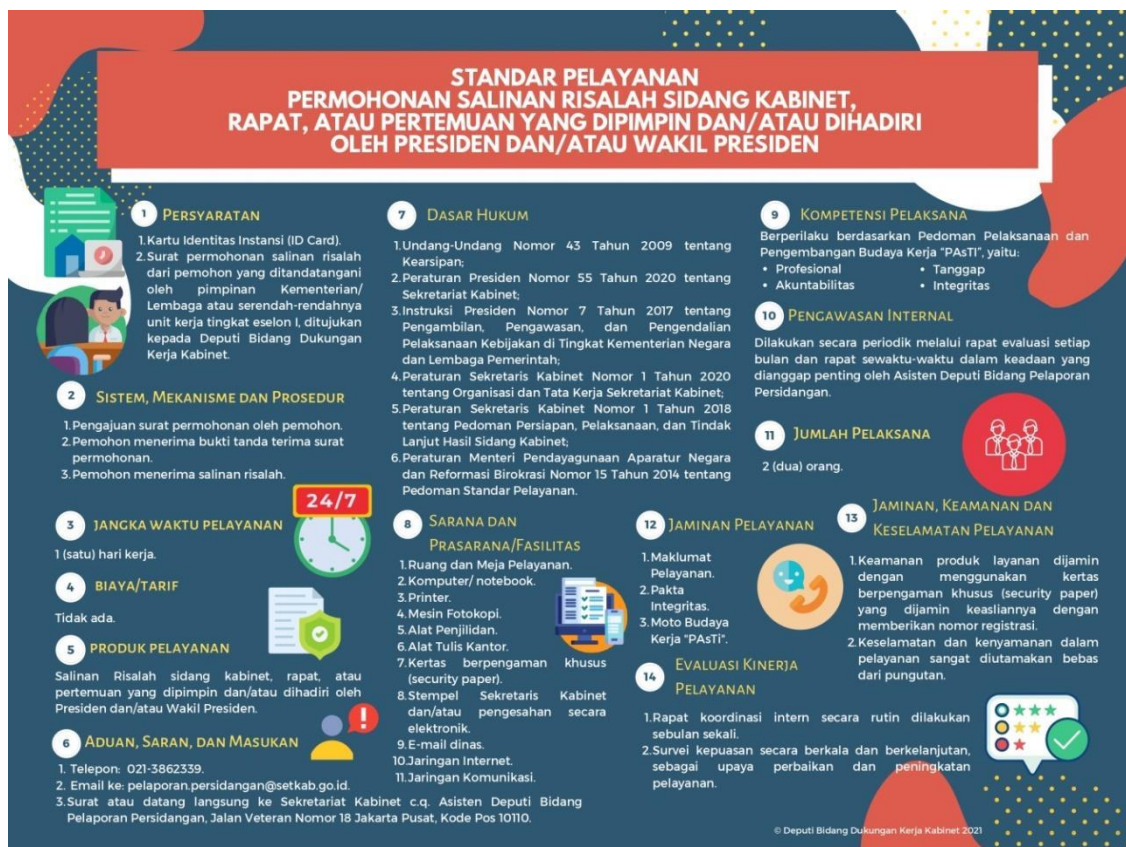 STANDAR PELAYANAN
PERMOHONAN SALINAN RISALAH SIDANG KABINET,
RAPAT, ATAU PERTEMUAN YANG DIPIMPIN DAN/ATAU DIHADIRI
OLEH PRESIDEN DAN/ATAU WAKIL PRESIDEN
1 PERSYARATAN
1.Kartu Identitas Instansi (ID Card).
2.Surat permohonan salinan risalah
dari pemohon yang ditandatangani
oleh pimpinan Kementerian/
Lembaga atau serendah-rendahnya
unit kerja tingkat eselon I, ditujukan
kepada Deputi Bidang Dukungan
Kerja Kabinet.
2 SISTEM, MEKANISME DAN PROSEDUR
1.Pengajuan surat permohonan oleh pemohon.
2.Pemohon menerima bukti tanda terima surat
permohonan.
3.Pemohon menerima salinan risalah.
24/7
3 JANGKA WAKTU PELAYANAN
1 (satu) hari kerja.
4 BIAYA/TARIF
Tidak ada.
5 PRODUK PELAYANAN
Salinan Risalah sidang kabinet, rapat, atau
pertemuan yang dipimpin dan/atau dihadiri oleh
Presiden dan/atau Wakil Presiden.
6 ADUAN, SARAN, DAN MASUKAN
1. Telepon: 021-3862339.
2. Email ke: pelaporan.persidangan@setkab.go.id.
3.Surat atau datang langsung ke Sekretariat Kabinet c.q. Asisten Deputi Bidang
Pelaporan Persidangan, Jalan Veteran Nomor 18 Jakarta Pusat, Kode Pos 10110.
7 DASAR HUKUM
1.Undang-Undang Nomor 43 Tahun 2009 tentang
Kearsipan;
2.Peraturan Presiden Nomor 55 Tahun 2020 tentang
Sekretariat Kabinet;
3.Instruksi Presiden Nomor 7 Tahun 2017 tentang
Pengambilan, Pengawasan, dan Pengendalian
Pelaksanaan Kebijakan di Tingkat Kementerian Negara
dan Lembaga Pemerintah;
4.Peraturan Sekretaris Kabinet Nomor 1 Tahun 2020
tentang Organisasi dan Tata Kerja Sekretariat Kabinet;
5.Peraturan Sekretaris Kabinet Nomor 1 Tahun 2018
tentang Pedoman Persiapan, Pelaksanaan, dan Tindak
Lanjut Hasil Sidang Kabinet;
6.Peraturan Menteri Pendayagunaan Aparatur Negara
dan Reformasi Birokrasi Nomor 15 Tahun 2014 tentang
Pedoman Standar Pelayanan.
8 SARANA DAN
PRASARANA/FASILITAS
1.Ruang dan Meja Pelayanan.
2.Komputer/ notebook.
3.Printer.
4.Mesin Fotokopi.
5.Alat Penjilidan.
6.Alat Tulis Kantor.
7.Kertas berpengaman khusus
(security paper).
8.Stempel Sekretaris Kabinet
dan/atau pengesahan secara
elektronik.
9.E-mail dinas.
10.Jaringan Internet.
11.Jaringan Komunikasi.
9 KOMPETENSI PELAKSANA
Berperilaku berdasarkan Pedoman Pelaksanaan dan
Pengembangan Budaya Kerja "PAsTI", yaitu:
• Profesional • Tanggap
• Akuntabilitas • Integritas
10 PENGAWASAN INTERNAL
Dilakukan secara periodik melalui rapat evaluasi setiap
bulan dan rapat sewaktu-waktu dalam keadaan yang
dianggap penting oleh Asisten Deputi Bidang Pelaporan
Persidangan.
11 JUMLAH PELAKSANA
2 (dua) orang.
12 JAMINAN PELAYANAN
1.Maklumat
Pelayanan.
2.Pakta
Integritas.
3.Moto Budaya
Kerja "PAsTi".
13 JAMINAN, KEAMANAN DAN
KESELAMATAN PELAYANAN
1.Keamanan produk layanan dijamin
dengan menggunakan kertas
berpengaman khusus (security paper)
yang dijamin keasliannya dengan
memberikan nomor registrasi.
2.Keselamatan dan kenyamanan dalam
pelayanan sangat diutamakan bebas
dari pungutan.
14 EVALUASI KINERJA
PELAYANAN
1.Rapat koordinasi intern secara rutin dilakukan
sebulan sekali.
2.Survei kepuasan secara berkala dan berkelanjutan,
sebagai upaya perbaikan dan peningkatan
pelayanan.
© Deputi Bidang Dukungan Kerja Kabinet 2021